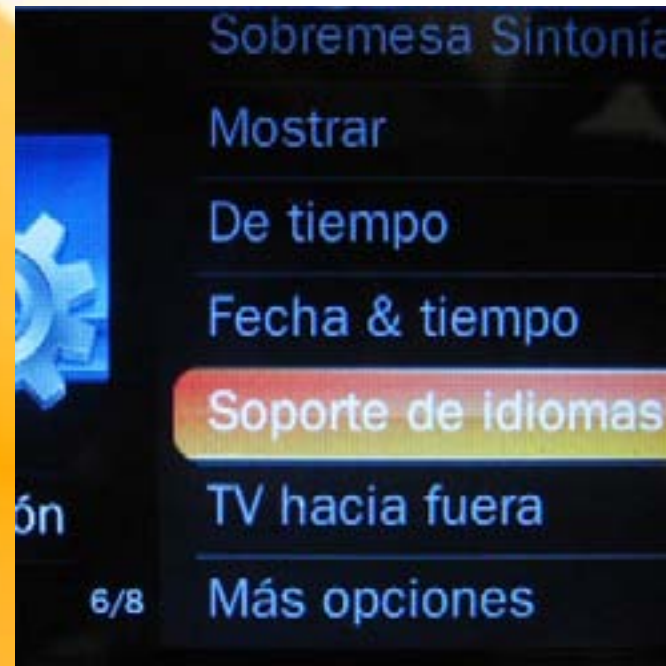 Sobremesa Sintonía
Mostrar
De tiempo
Fecha & tiempo
Soporte de idiomas
ón
TV hacia fuera
6/8
Más opciones